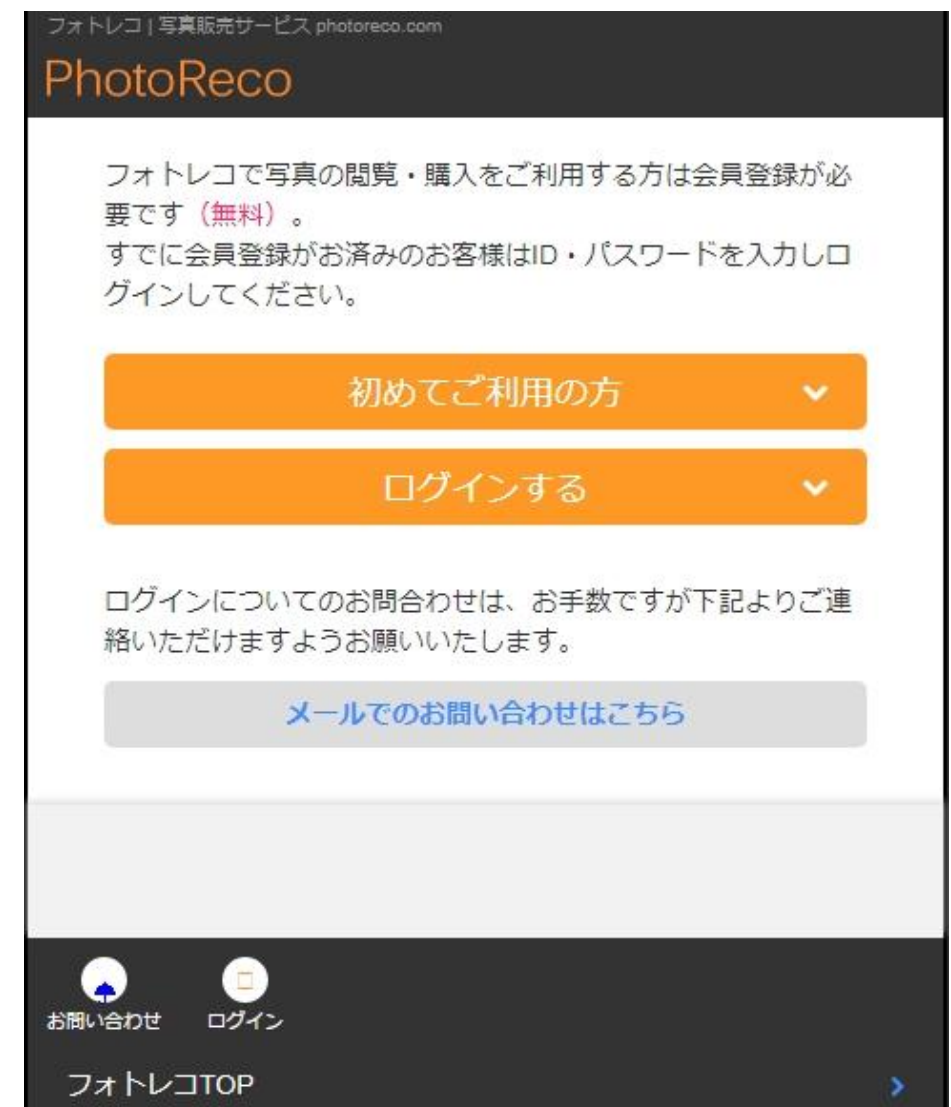 フォトレコ | 写真販売サービス photoreco.com
PhotoReco
フォトレコで写真の閲覧・購入をご利用する方は会員登録が必
要です（無料）。
すでに会員登録がお済みのお客様はID・パスワードを入力しロ
グインしてください。
初めてご利用の方
ログインする
ログインについてのお問合わせは、お手数ですが下記よりご連
絡いただけますようお願いいたします。
メールでのお問い合わせはこちら
お問い合わせ ログイン
フォトレコTOP